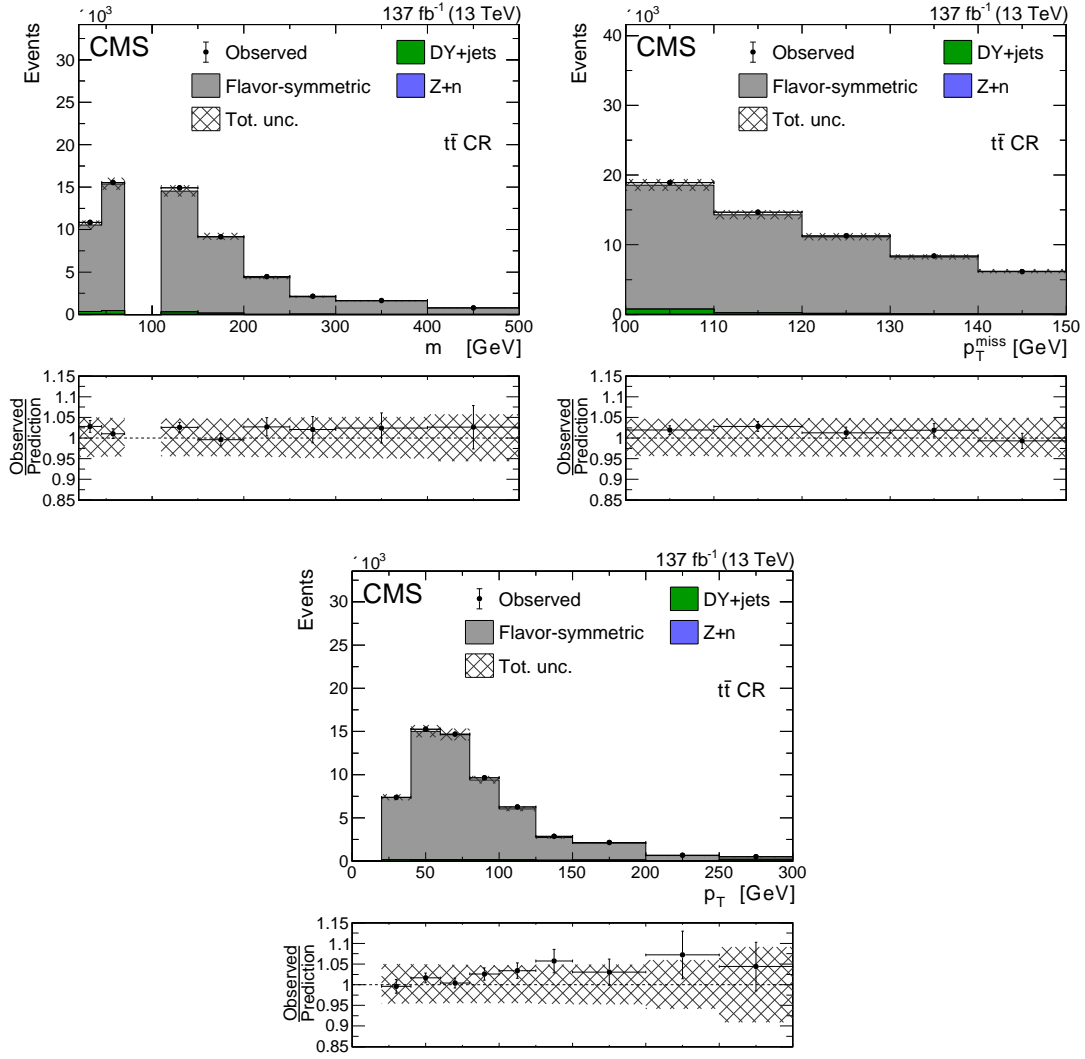 ×10³ 137 fb⁻¹ (13 TeV)
CMS
Events
Observed
DY+jets
Flavor-symmetric
Z+ν
Tot. unc.
tt̄ CR
30
25
20
15
10
5
0
100 200 300 400 500
m [GeV]
Observed
Prediction
1.15
1.1
1.05
1
0.95
0.9
0.85
×10³ 137 fb⁻¹ (13 TeV)
CMS
Events
Observed
DY+jets
Flavor-symmetric
Z+n
Tot. unc.
tt̄ CR
40
30
20
10
0
100 110 120 130 140 150
p_T^miss [GeV]
Observed
Prediction
1.15
1.1
1.05
1
0.95
0.9
0.85
×10³ 137 fb⁻¹ (13 TeV)
CMS
Events
Observed
DY+jets
Flavor-symmetric
Z+n
Tot. unc.
tt̄ CR
30
25
20
15
10
5
0
0 50 100 150 200 250 300
p_T [GeV]
Observed
Prediction
1.15
1.1
1.05
1
0.95
0.9
0.85